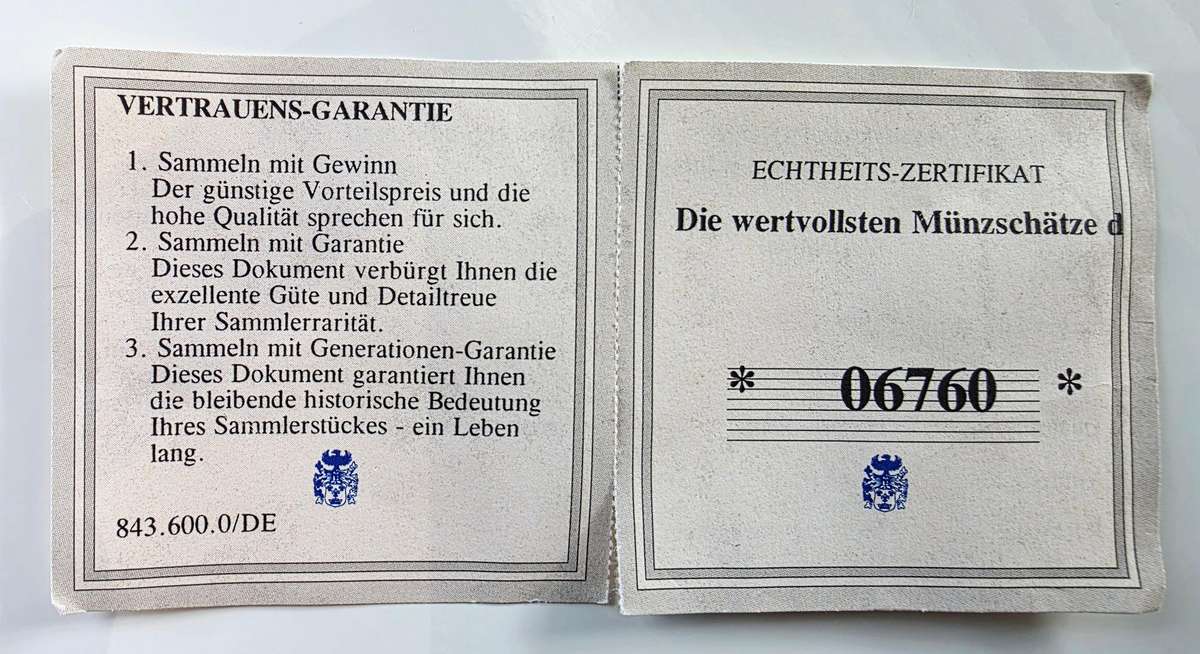 VERTRAUENS-GARANTIE
1. Sammeln mit Gewinn
Der günstige Vorteilspreis und die
hohe Qualität sprechen für sich.
2. Sammeln mit Garantie
Dieses Dokument verbürgt Ihnen die
exzellente Güte und Detailtreue
Ihrer Sammlerrarität.
3. Sammeln mit Generationen-Garantie
Dieses Dokument garantiert Ihnen
die bleibende historische Bedeutung
Ihres Sammlerstückes - ein Leben
lang.
843.600.0/DE
ECHTHEITS-ZERTIFIKAT
Die wertvollsten Münzschätze d
* 06760 *